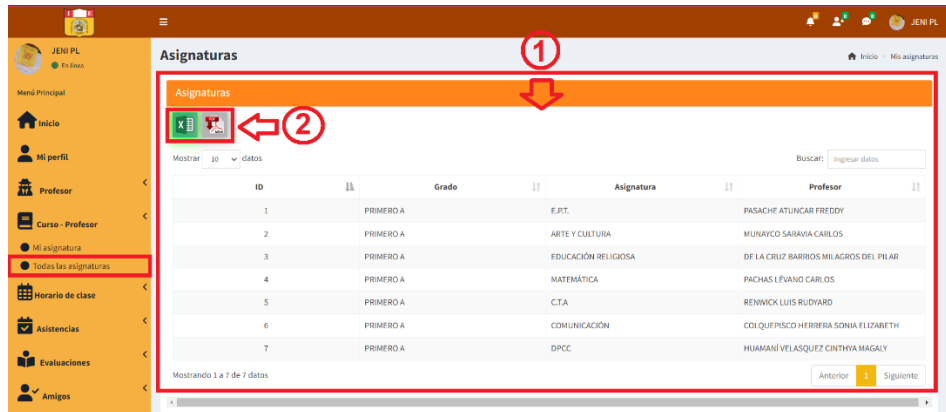 I E
JENI PL
JENI PL
En línea
Asignaturas
1
Inicio
Mis asignaturas
Menú Principal
Inicio
Mi perfil
Profesor
Curso - Profesor
Mi asignatura
Todas las asignaturas
Horario de clase
Asistencias
Evaluaciones
Amigos
Asignaturas
2
Mostrar 10 datos
Buscar: Ingresar datos
ID Grado Asignatura Profesor
1 PRIMERO A E.P.T. PASACHE ATUNCAR FREDDY
2 PRIMERO A ARTE Y CULTURA MUNAYCO SARAVIA CARLOS
3 PRIMERO A EDUCACIÓN RELIGIOSA DE LA CRUZ BARRIOS MILAGROS DEL PILAR
4 PRIMERO A MATEMÁTICA PACHAS LÉVANO CARLOS
5 PRIMERO A C.T.A RENWICK LUIS RUDYARD
6 PRIMERO A COMUNICACIÓN COLQUEPISCO HERRERA SONIA ELIZABETH
7 PRIMERO A DPCC HUAMANÍ VELASQUEZ CINTHYA MAGALY
Mostrando 1 a 7 de 7 datos
Anterior 1 Siguiente